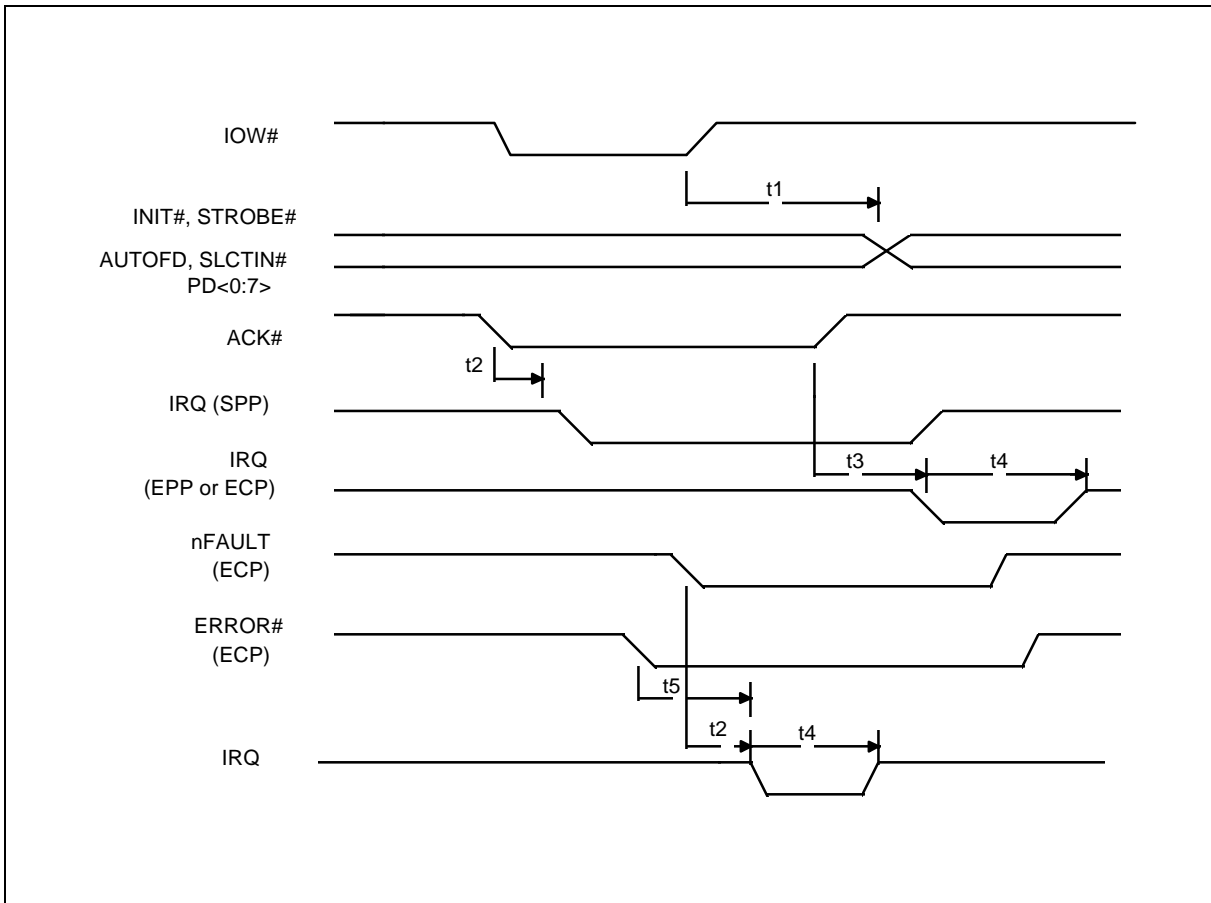 IOW#
t1
INIT#, STROBE#
AUTOFD, SLCTIN#
PD<0:7>
ACK#
t2
IRQ (SPP)
IRQ
(EPP or ECP)
t3
t4
nFAULT
(ECP)
ERROR#
(ECP)
t5
t2
t4
IRQ